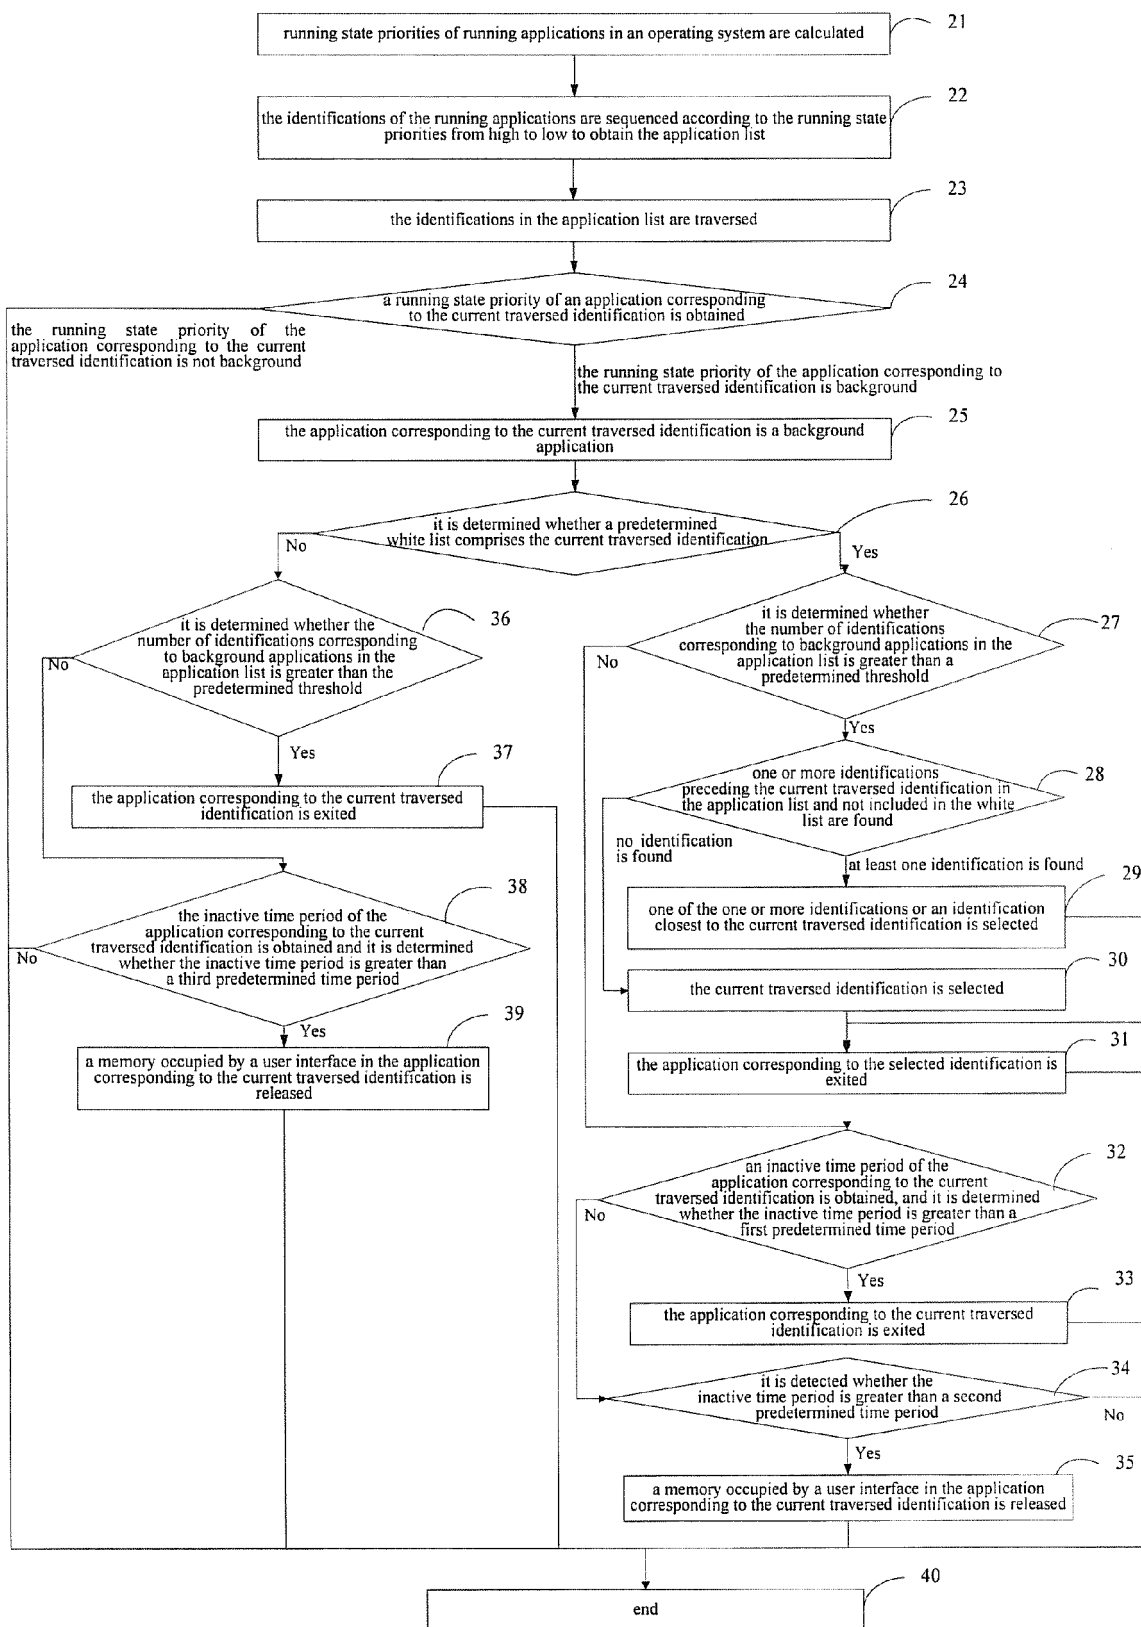 21
running state priorities of running applications in an operating system are calculated
22
the identifications of the running applications are sequenced according to the running state
priorities from high to low to obtain the application list
23
the identifications in the application list are traversed
24
a running state priority of an application corresponding
to the current traversed identification is obtained
the running state priority of the
application corresponding to the current
traversed identification is not background
the running state priority of the application corresponding to
the current traversed identification is background
25
the application corresponding to the current traversed identification is a background
application
26
it is determined whether a predetermined
white list comprises the current traversed identification
No
Yes
36
it is determined whether the
number of identifications corresponding
to background applications in the
application list is greater than the
predetermined threshold
No
Yes
27
it is determined whether
the number of identifications
corresponding to background applications in the
application list is greater than a
predetermined threshold
No
Yes
37
the application corresponding to the current traversed
identification is exited
28
one or more identifications
preceding the current traversed identification in
the application list and not included in the white
list are found
no identification
is found
at least one identification is found
29
one of the one or more identifications or an identification
closest to the current traversed identification is selected
38
the inactive time period of the
application corresponding to the current
traversed identification is obtained and it is determined
whether the inactive time period is greater than
a third predetermined time period
No
Yes
30
the current traversed identification is selected
39
a memory occupied by a user interface in the application
corresponding to the current traversed identification is
released
31
the application corresponding to the selected identification is
exited
32
an inactive time period of the
application corresponding to the current
traversed identification is obtained, and it is determined
whether the inactive time period is greater than a
first predetermined time period
No
Yes
33
the application corresponding to the current traversed
identification is exited
34
it is detected whether the
inactive time period is greater than a second
predetermined time period
No
Yes
35
a memory occupied by a user interface in the application
corresponding to the current traversed identification is released
40
end